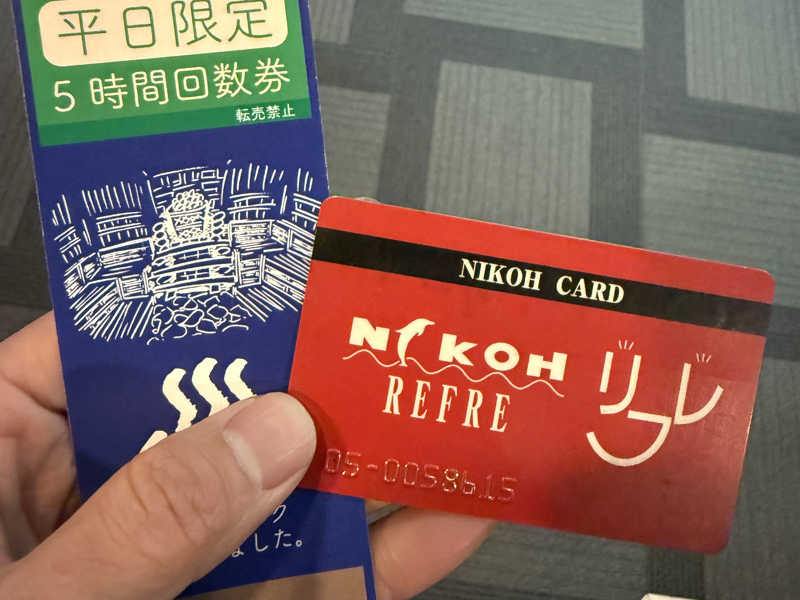 平日限定
5時間回数券
転売禁止
ク
ました。
NIKOH CARD
NIKOH
REFRE
リフレ
05-0058615